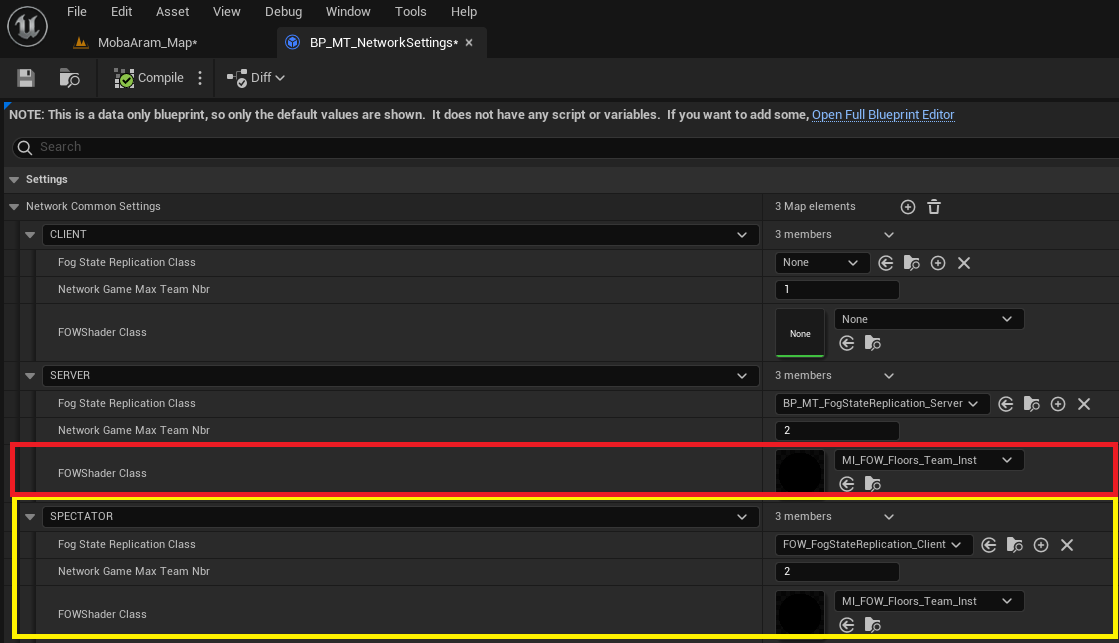 File Edit Asset View Debug Window Tools Help
MobaAram_Map* BP_MT_NetworkSettings*
Compile Diff
NOTE: This is a data only blueprint, so only the default values are shown.  It does not have any script or variables.  If you want to add some, Open Full Blueprint Editor
Search
Settings
Network Common Settings 3 Map elements
CLIENT 3 members
Fog State Replication Class None
Network Game Max Team Nbr 1
FOWShader Class None None
SERVER 3 members
Fog State Replication Class BP_MT_FogStateReplication_Server
Network Game Max Team Nbr 2
FOWShader Class MI_FOW_Floors_Team_Inst
SPECTATOR 3 members
Fog State Replication Class FOW_FogStateReplication_Client
Network Game Max Team Nbr 2
FOWShader Class MI_FOW_Floors_Team_Inst